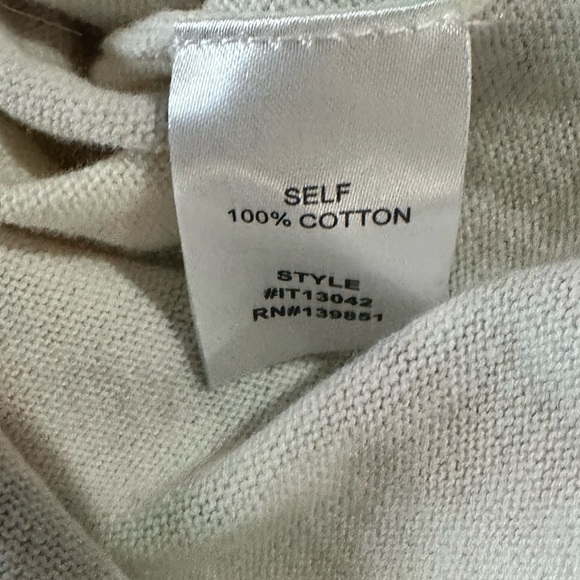 SELF
100% COTTON
STYLE
#IT13042
RN#139851